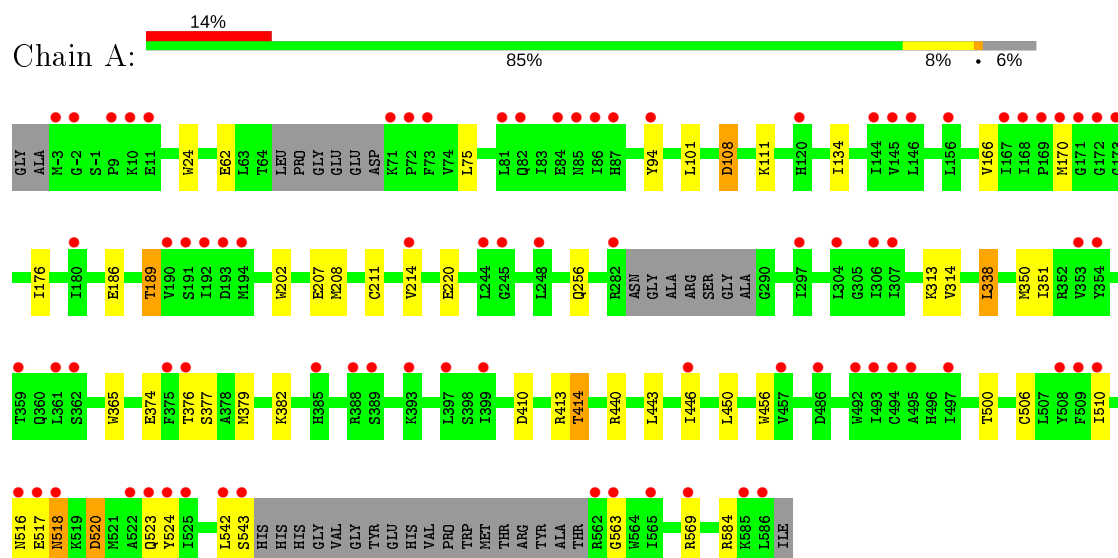 14%
Chain A:
85% 8% • 6%
GLY ALA M-3 G-2 S-1 P9 K10 E11 W24 E62 L63 T64 LEU PRO GLY GLU GLU ASP K71 P72 F73 V74 L75 L81 Q82 I83 E84 N85 I86 H87 Y94 L101 D108 K111 H120 I134 I144 V145 L146 L156 V166 I167 I168 P169 M170 G171 G172 G173
I176 I180 E186 T189 V190 S191 I192 D193 M194 W202 E207 M208 C211 V214 E220 L244 G245 L248 Q256 R282 ASN GLY ALA ARG SER GLY ALA G290 I297 L304 G305 I306 I307 K313 V314 L338 M350 I351 R352 V353 Y354
T359 Q360 L361 S362 W365 E374 F375 T376 S377 A378 M379 K382 H385 R388 S389 K393 L397 S398 I399 D410 R413 T414 R440 L443 I446 L450 W456 V457 D486 W492 I493 C494 A495 H496 I497 T500 C506 L507 Y508 F509 I510
N516 E517 N518 K519 D520 M521 A522 Q523 Y524 I525 L542 S543 HIS HIS HIS GLY VAL GLY TYR GLU HIS VAL PRO TRP MET THR ARG TYR ALA THR R562 G563 W564 I565 R569 R584 K585 L586 ILE